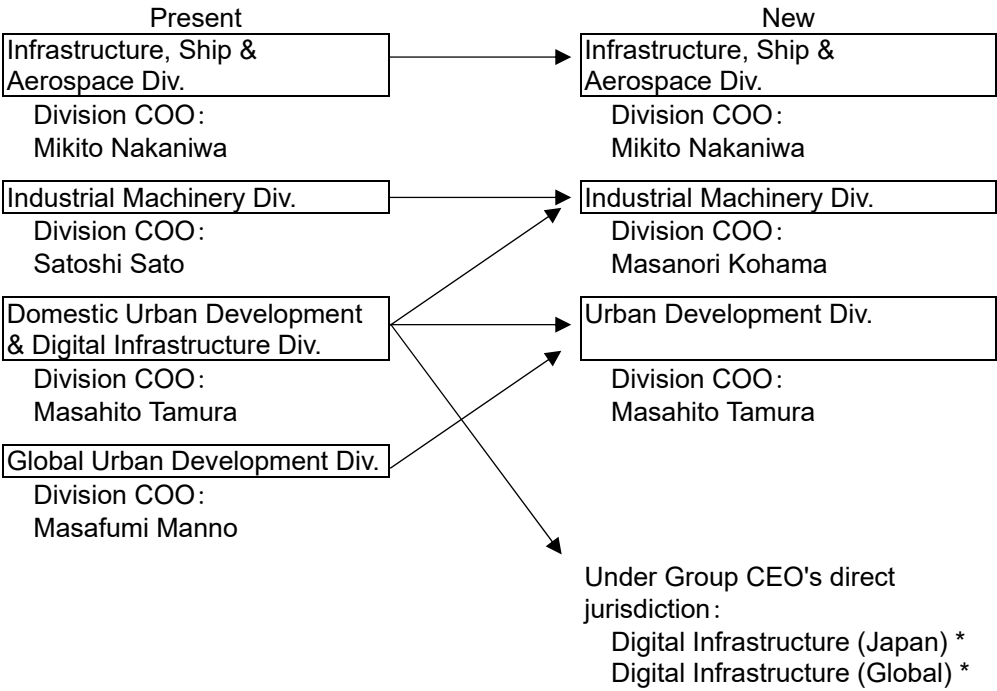 Present
Infrastructure, Ship &
Aerospace Div.
Division COO：
Mikito Nakaniwa
Industrial Machinery Div.
Division COO：
Satoshi Sato
Domestic Urban Development
& Digital Infrastructure Div.
Division COO：
Masahito Tamura
Global Urban Development Div.
Division COO：
Masafumi Manno
New
Infrastructure, Ship &
Aerospace Div.
Division COO：
Mikito Nakaniwa
Industrial Machinery Div.
Division COO：
Masanori Kohama
Urban Development Div.
Division COO：
Masahito Tamura
Under Group CEO's direct
jurisdiction：
Digital Infrastructure (Japan) *
Digital Infrastructure (Global) *